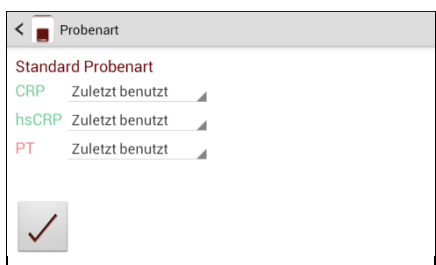 Probenart
Standard Probenart
CRP Zuletzt benutzt
hsCRP Zuletzt benutzt
PT Zuletzt benutzt